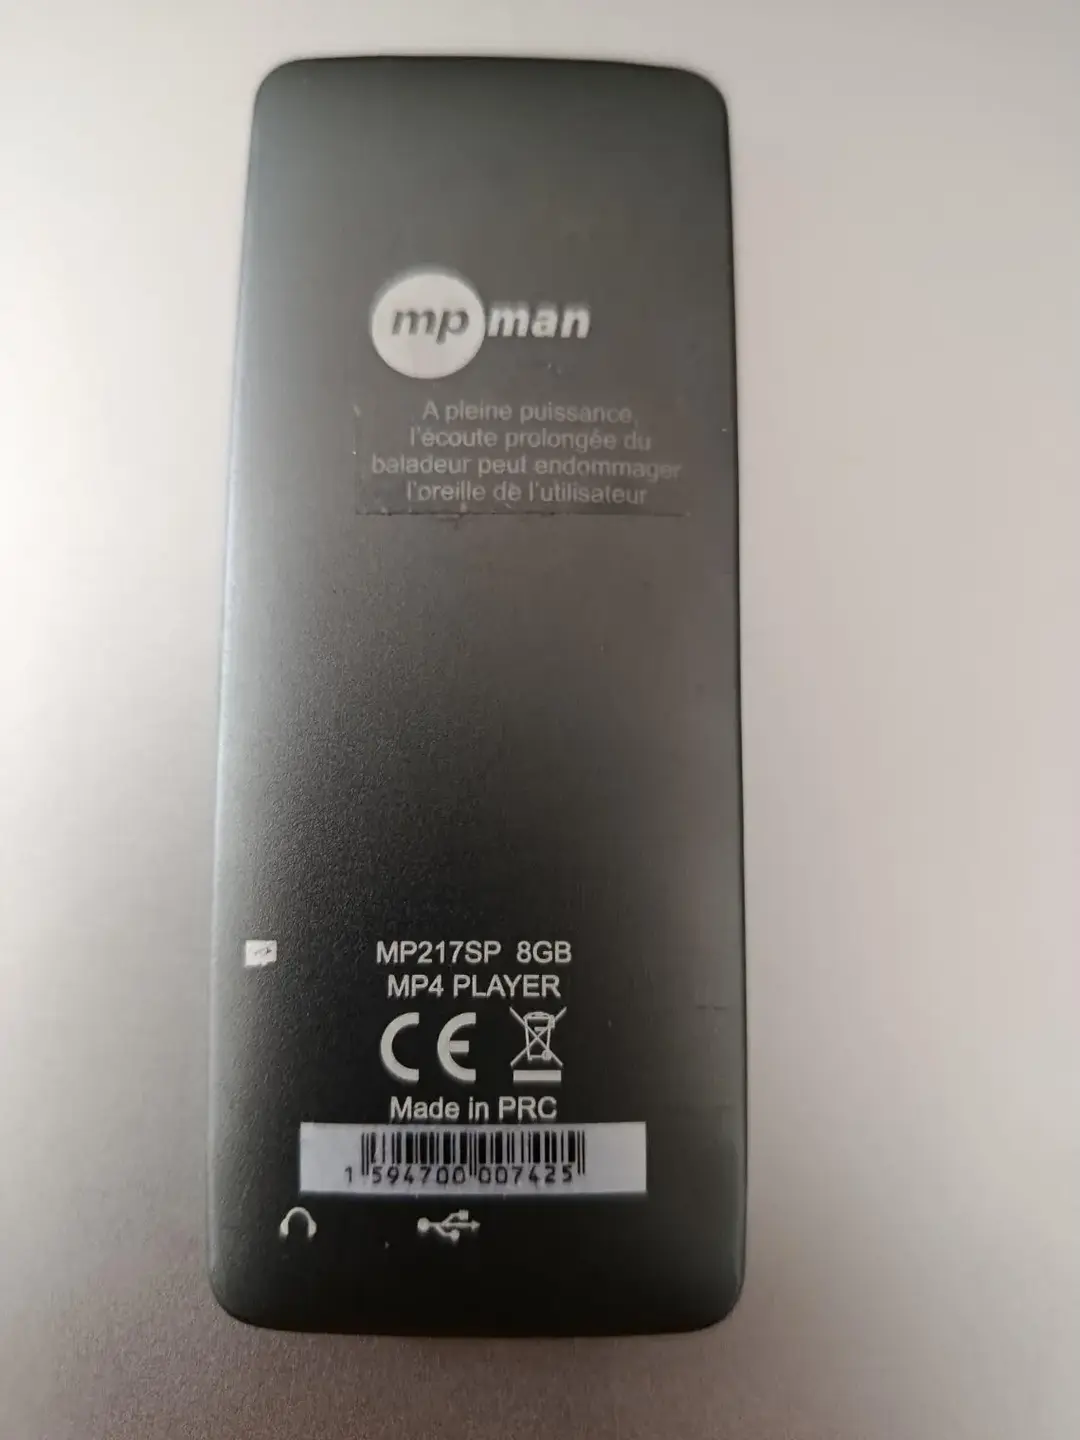 mpman
A pleine puissance,
l'écoute prolongée du
baladeur peut endommager
l'oreille de l'utilisateur
MP217SP 8GB
MP4 PLAYER
CE
Made in PRC
1 594700 007425